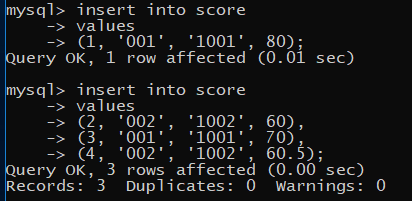 mysql> insert into score
    -> values
    -> (1, '001', '1001', 80);
Query OK, 1 row affected (0.01 sec)

mysql> insert into score
    -> values
    -> (2, '002', '1002', 60),
    -> (3, '001', '1001', 70),
    -> (4, '002', '1002', 60.5);
Query OK, 3 rows affected (0.00 sec)
Records: 3  Duplicates: 0  Warnings: 0